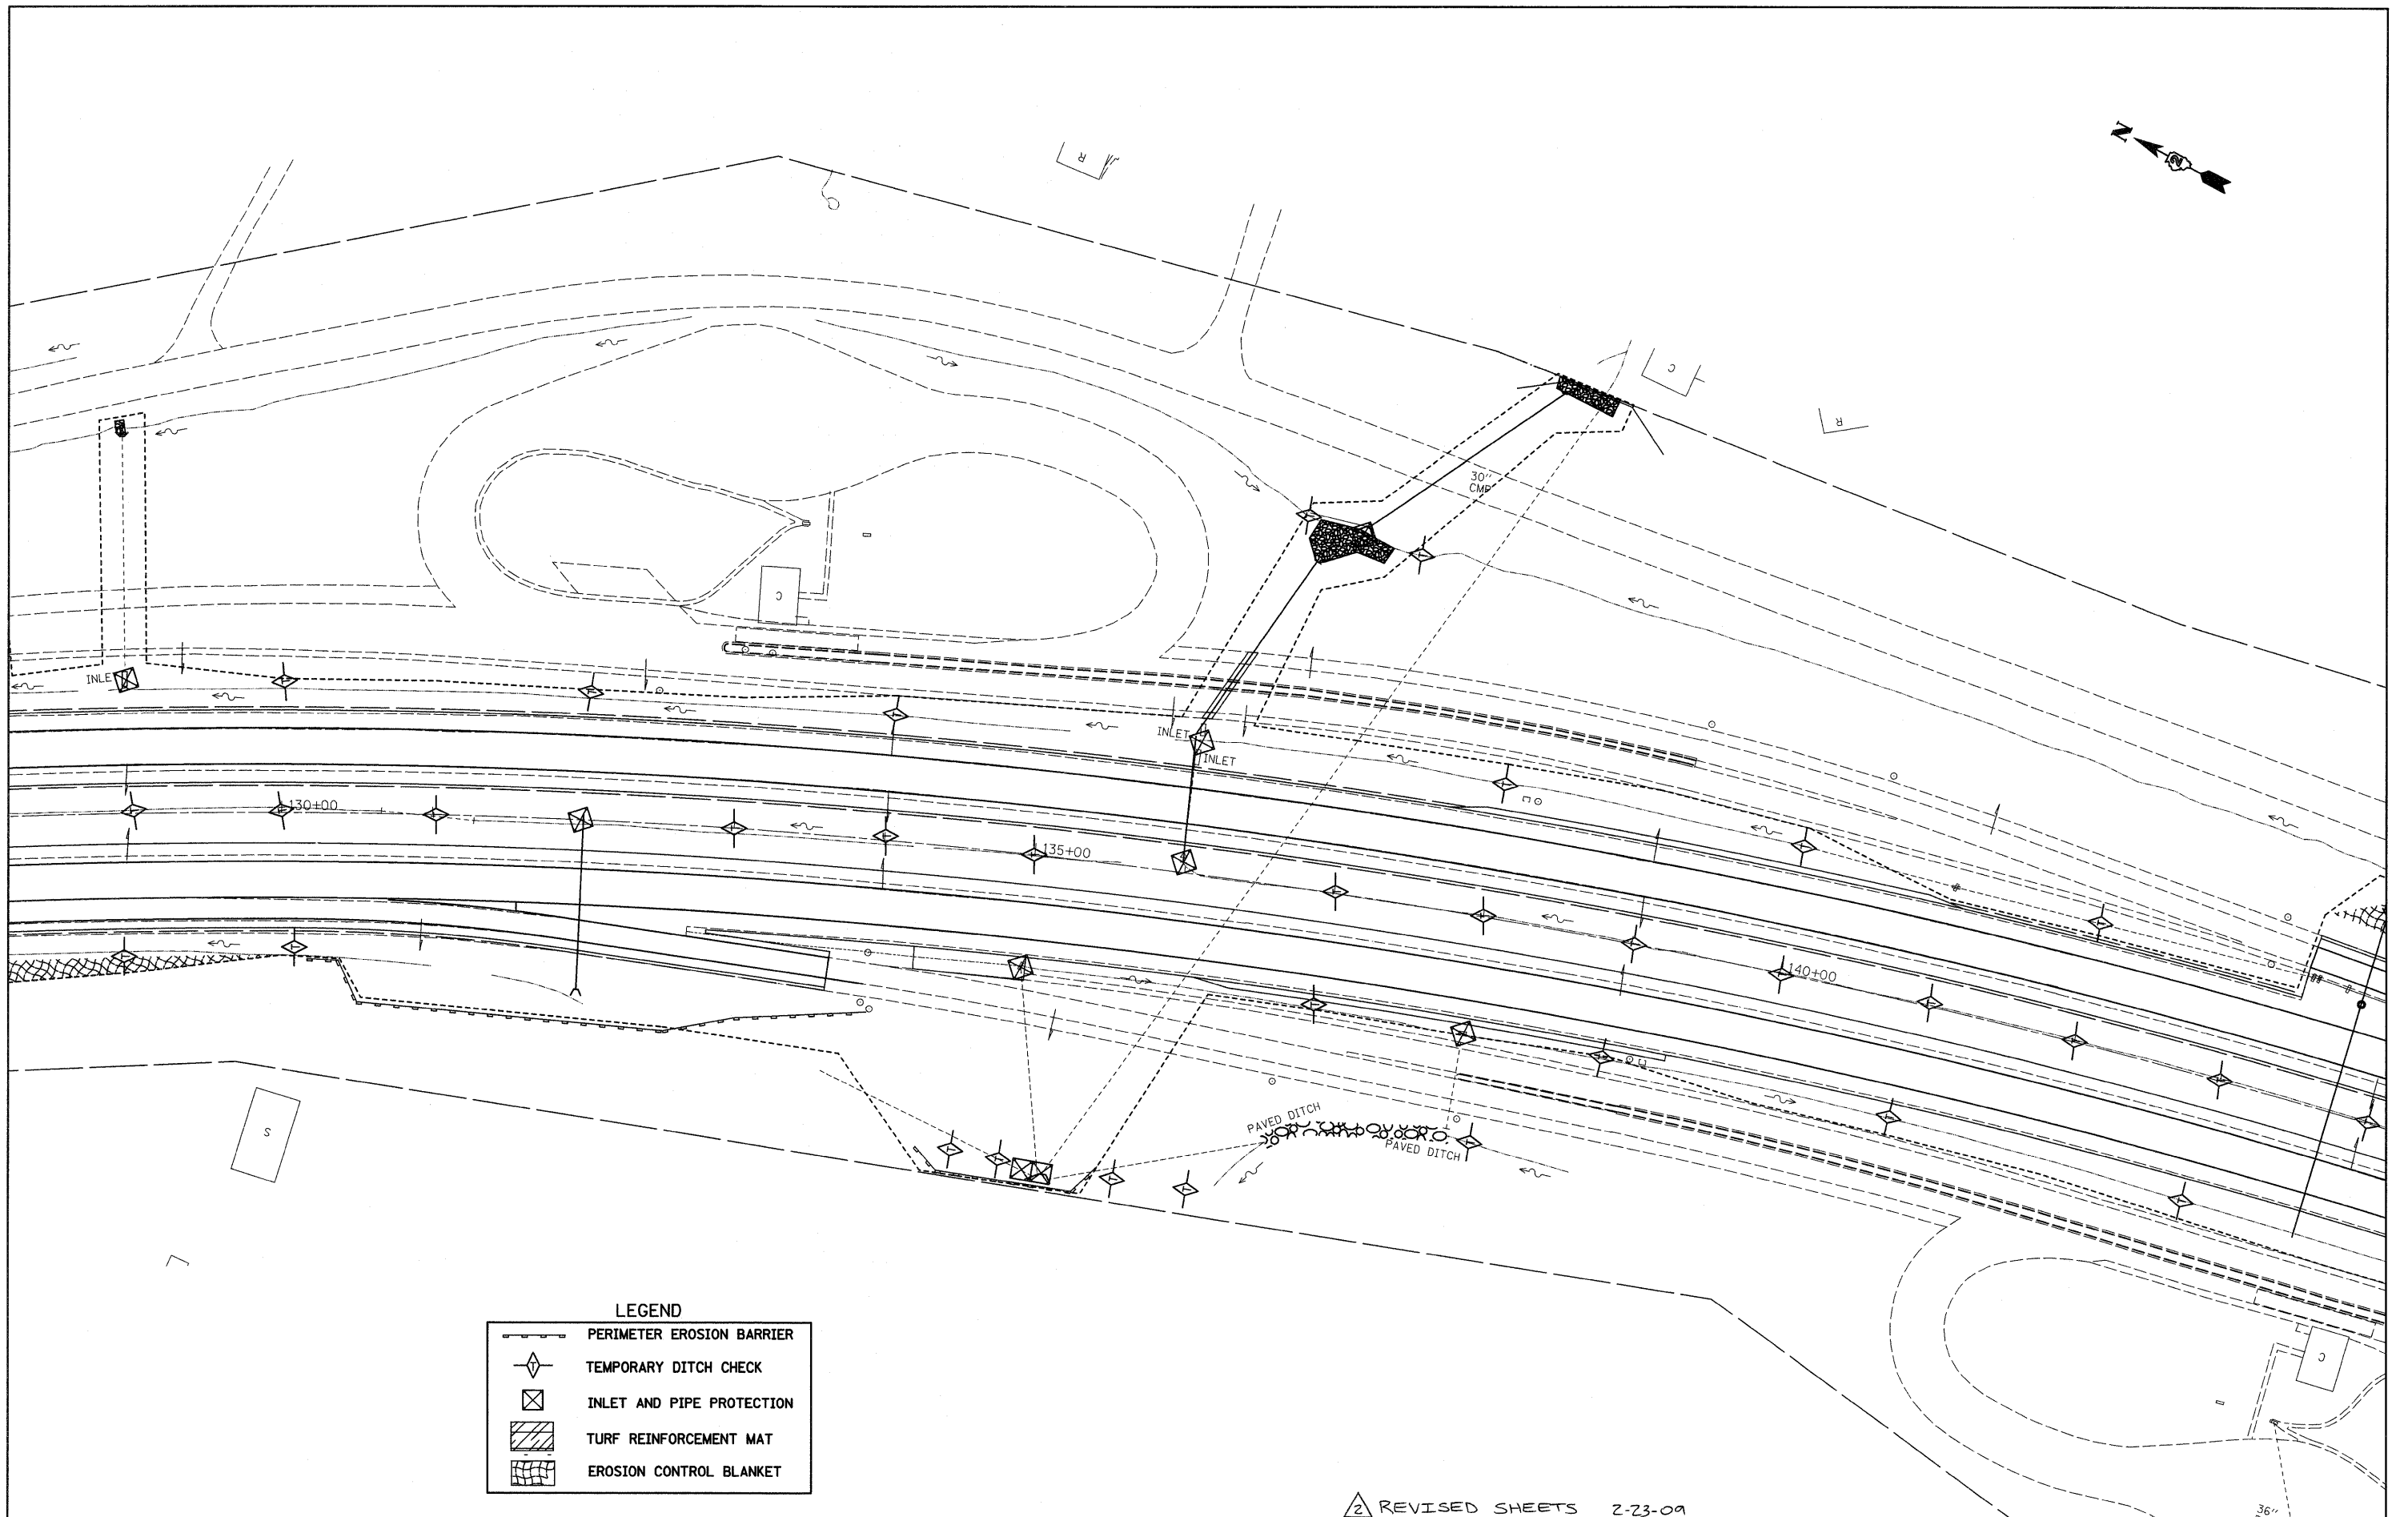 N
2
R
C
R
30"
CMP
C
INLET
INLET
INLET
130+00
135+00
140+00
PAVED DITCH
PAVED DITCH
S
C
36"
LEGEND
PERIMETER EROSION BARRIER
T TEMPORARY DITCH CHECK
INLET AND PIPE PROTECTION
TURF REINFORCEMENT MAT
EROSION CONTROL BLANKET
2 REVISED SHEETS 2-23-09